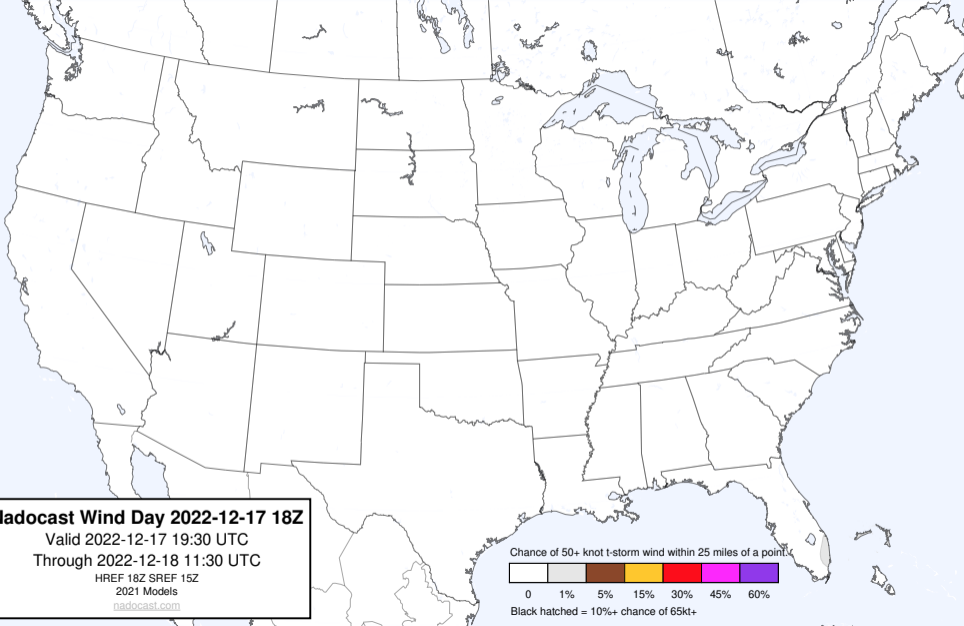 adocast Wind Day 2022-12-17 18Z
Valid 2022-12-17 19:30 UTC
Through 2022-12-18 11:30 UTC
HREF 18Z SREF 15Z
2021 Models
nadocast.com
Chance of 50+ knot t-storm wind within 25 miles of a point.
0 1% 5% 15% 30% 45% 60%
Black hatched = 10%+ chance of 65kt+